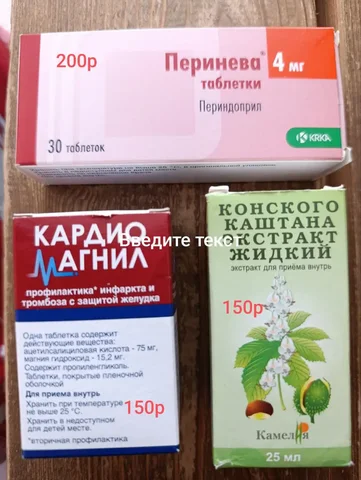 200р
Перинева® 4 мг
таблетки
Периндоприл
30 таблеток
KRKA
КАРДИО
МАГНИЛ
Введите текст
профилактика* инфаркта и
тромбоза с защитой желудка
Одна таблетка содержит
действующие вещества:
ацетилсалициловая кислота - 75 мг,
магния гидроксид - 15,2 мг.
Содержит пропиленгликоль.
Таблетки, покрытые пленочной
оболочкой
Для приема внутрь
Хранить при температуре
не выше 25 °С.
Хранить в недоступном
для детей месте.
*вторичная профилактика
150р
КОНСКОГО
КАШТАНА
ЭКСТРАКТ
ЖИДКИЙ
экстракт для приёма внутрь
150р
Камелия
25 мл